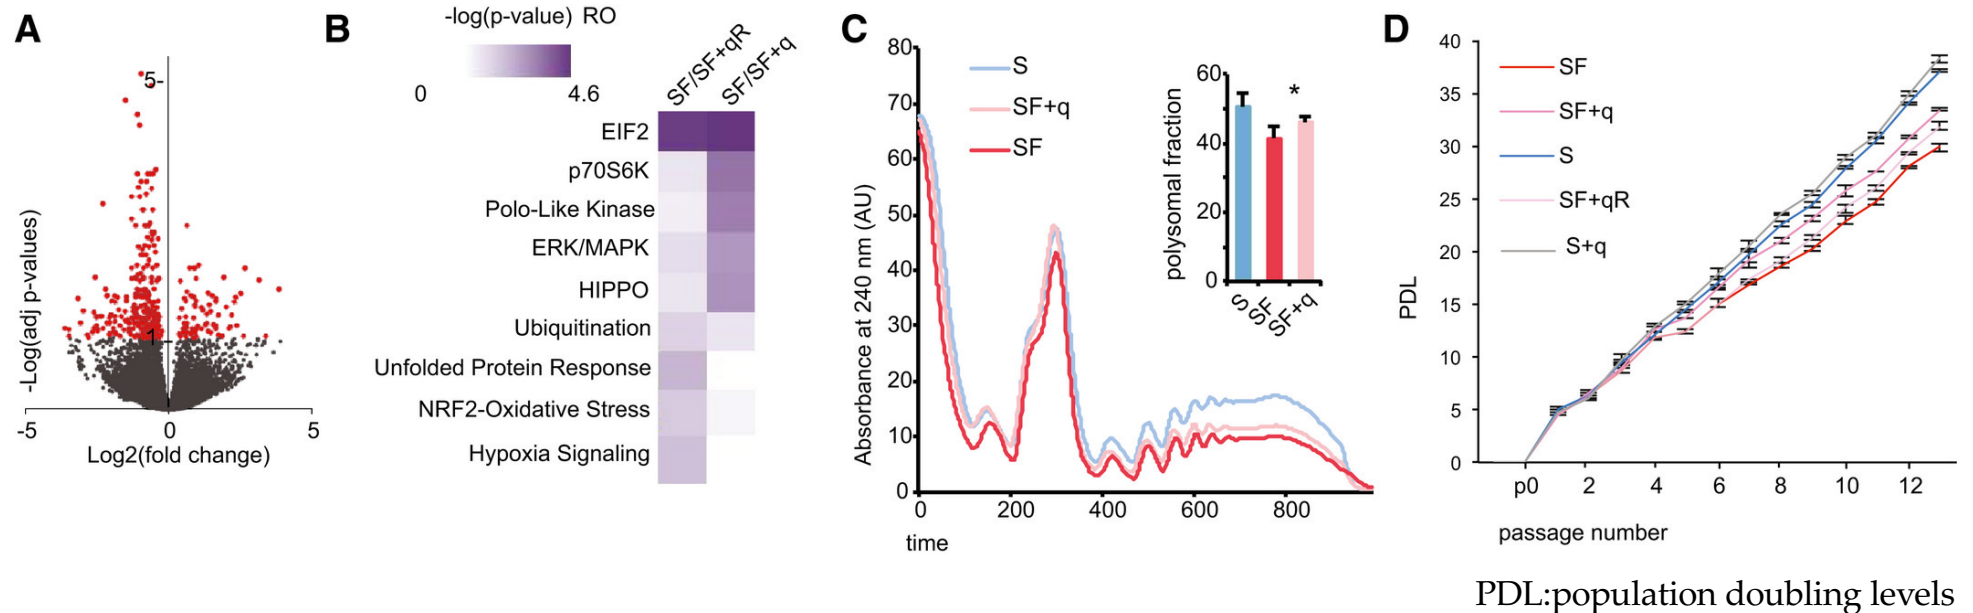 A
5-
1
-Log(adj p-values)
-5
0
5
Log2(fold change)
B
-log(p-value) RO
0
4.6
SF/SF+qR
SF/SF+q
EIF2
p70S6K
Polo-Like Kinase
ERK/MAPK
HIPPO
Ubiquitination
Unfolded Protein Response
NRF2-Oxidative Stress
Hypoxia Signaling
C
Absorbance at 240 nm (AU)
80
70
60
50
40
30
20
10
0
0
200
400
600
800
time
S
SF+q
SF
polysomal fraction
60
40
20
0
*
S
SF
SF+q
D
PDL
40
35
30
25
20
15
10
5
0
SF
SF+q
S
SF+qR
S+q
p0
2
4
6
8
10
12
passage number
PDL:population doubling levels